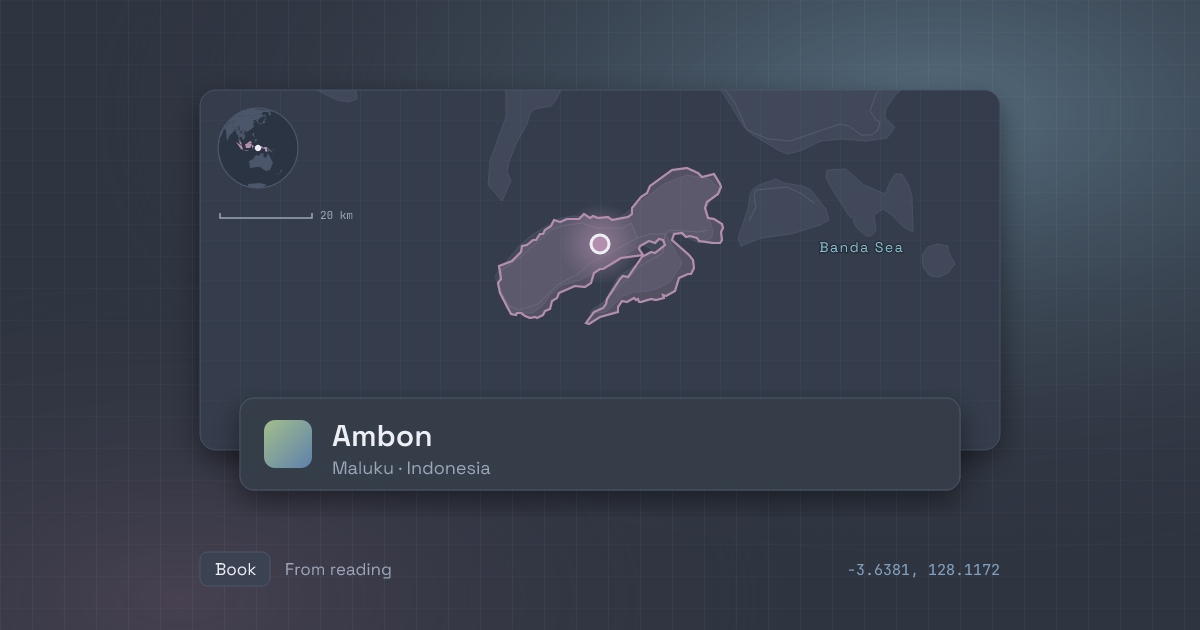 20 km
Banda Sea
Ambon
Maluku · Indonesia
Book
From reading
-3.6381, 128.1172